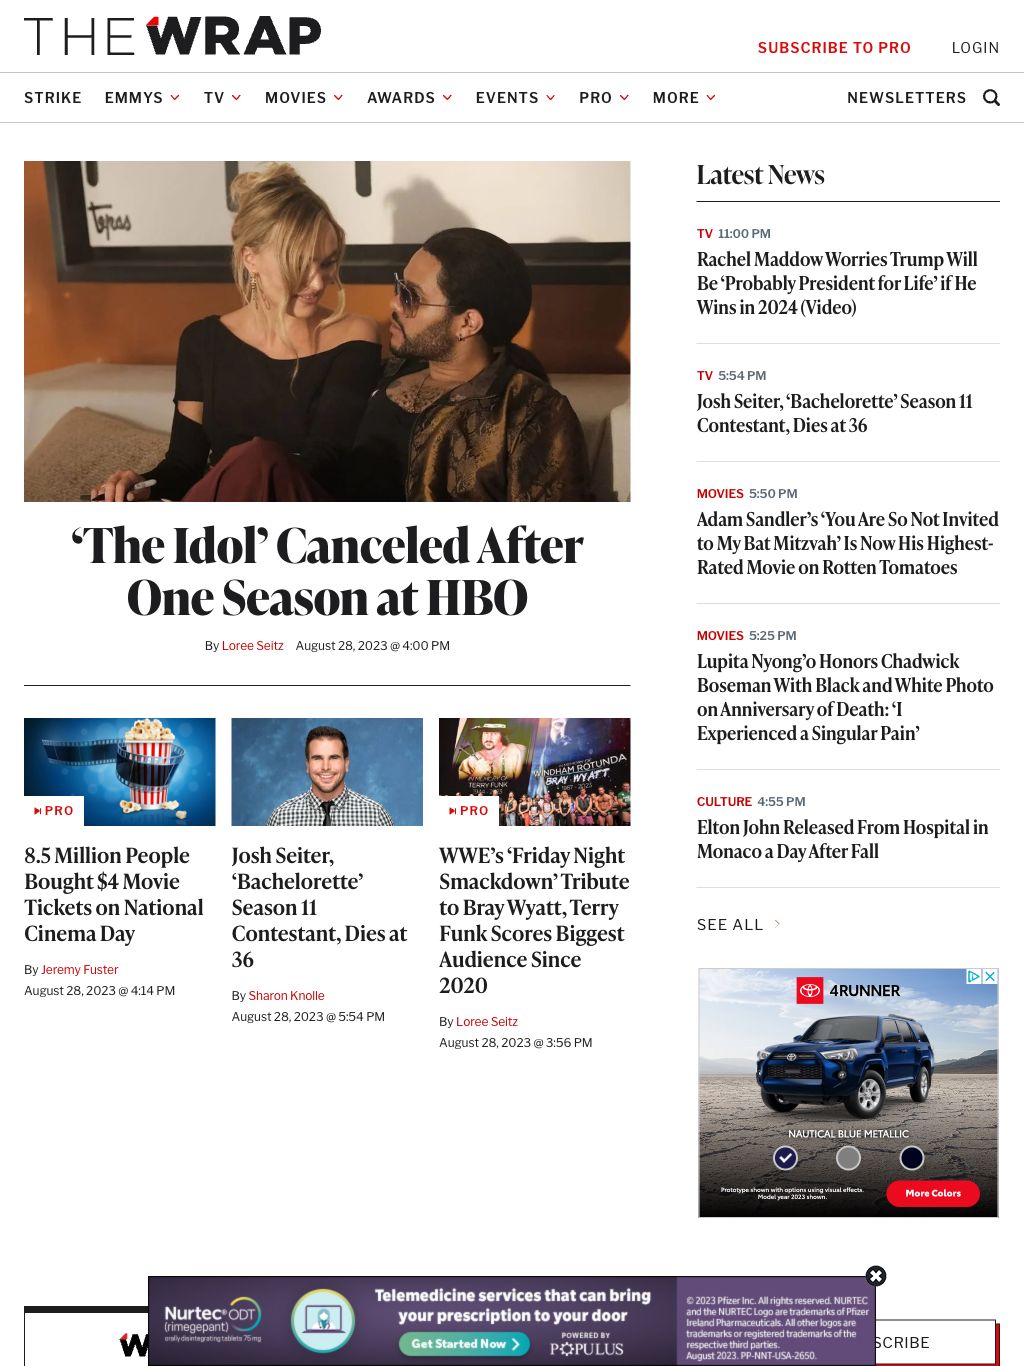 THE WRAP
SUBSCRIBE TO PRO
LOGIN
STRIKE EMMYS TV MOVIES AWARDS EVENTS PRO MORE NEWSLETTERS
‘The Idol’ Canceled After
One Season at HBO
By Loree Seitz August 28, 2023 @ 4:00 PM
PRO
8.5 Million People
Bought $4 Movie
Tickets on National
Cinema Day
By Jeremy Fuster
August 28, 2023 @ 4:14 PM
Josh Seiter,
‘Bachelorette’
Season 11
Contestant, Dies at
36
By Sharon Knolle
August 28, 2023 @ 5:54 PM
IN MEMORY OF
TERRY FUNK
WINDHAM ROTUNDA
BRAY WYATT
PRO
WWE’s ‘Friday Night
Smackdown’ Tribute
to Bray Wyatt, Terry
Funk Scores Biggest
Audience Since
2020
By Loree Seitz
August 28, 2023 @ 3:56 PM
Latest News
TV 11:00 PM
Rachel Maddow Worries Trump Will
Be ‘Probably President for Life’ if He
Wins in 2024 (Video)
TV 5:54 PM
Josh Seiter, ‘Bachelorette’ Season 11
Contestant, Dies at 36
MOVIES 5:50 PM
Adam Sandler’s ‘You Are So Not Invited
to My Bat Mitzvah’ Is Now His Highest-
Rated Movie on Rotten Tomatoes
MOVIES 5:25 PM
Lupita Nyong’o Honors Chadwick
Boseman With Black and White Photo
on Anniversary of Death: ‘I
Experienced a Singular Pain’
CULTURE 4:55 PM
Elton John Released From Hospital in
Monaco a Day After Fall
SEE ALL
4RUNNER
NAUTICAL BLUE METALLIC
Prototype shown with options using visual effects.
Model year 2023 shown.
More Colors
Nurtec ODT
(rimegepant)
orally disintegrating tablets 75 mg
Telemedicine services that can bring
your prescription to your door
Get Started Now
POWERED BY
POPULUS
© 2023 Pfizer Inc. All rights reserved. NURTEC
and the NURTEC Logo are trademarks of Pfizer
Ireland Pharmaceuticals. All other logos are
trademarks or registered trademarks of the
respective third parties.
August 2023. PP-NNT-USA-2650.
W
SCRIBE